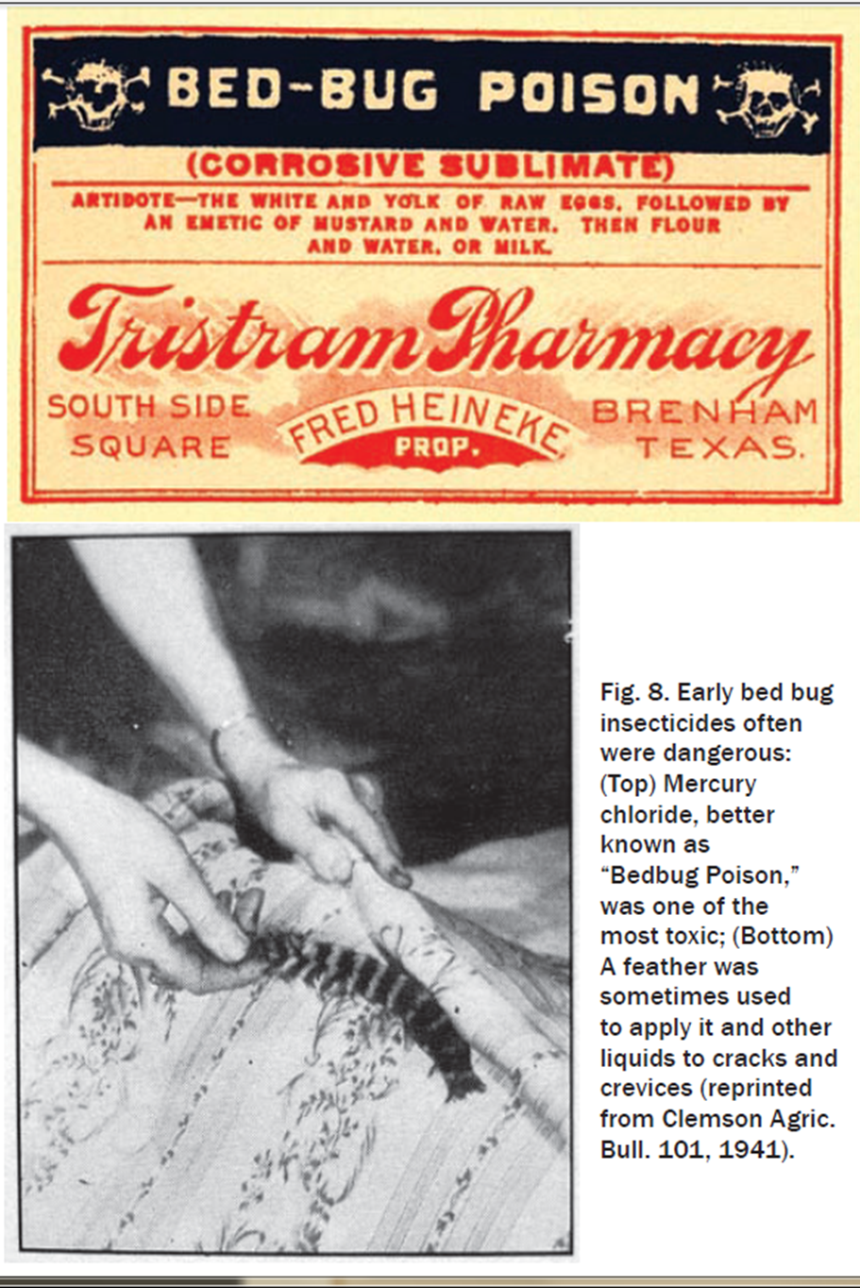 BED-BUG POISON
(CORROSIVE SUBLIMATE)
ARTIDOTE—THE WHITE AND YOLK OF RAW EGGS, FOLLOWED BY
AN EMETIC OF MUSTARD AND WATER. THEN FLOUR
AND WATER, OR MILK.
Tristram Pharmacy
SOUTH SIDE
SQUARE
FRED HEINEKE,
PROP.
BRENHAM
TEXAS.
Fig. 8. Early bed bug
insecticides often
were dangerous:
(Top) Mercury
chloride, better
known as
“Bedbug Poison,”
was one of the
most toxic; (Bottom)
A feather was
sometimes used
to apply it and other
liquids to cracks and
crevices (reprinted
from Clemson Agric.
Bull. 101, 1941).